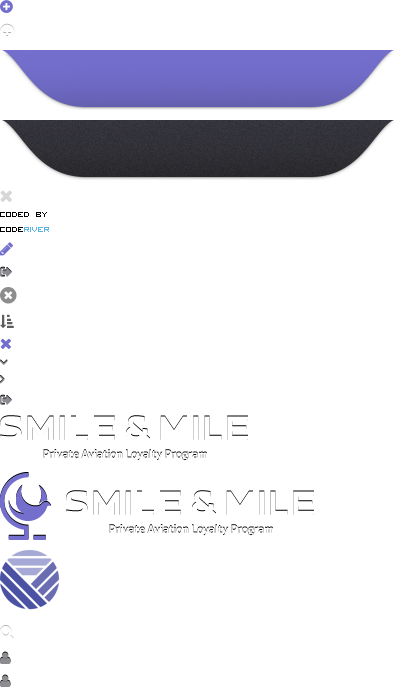 CODED BY
CODERIVER
SMILE & MILE
Private Aviation Loyalty Program
SMILE & MILE
Private Aviation Loyalty Program